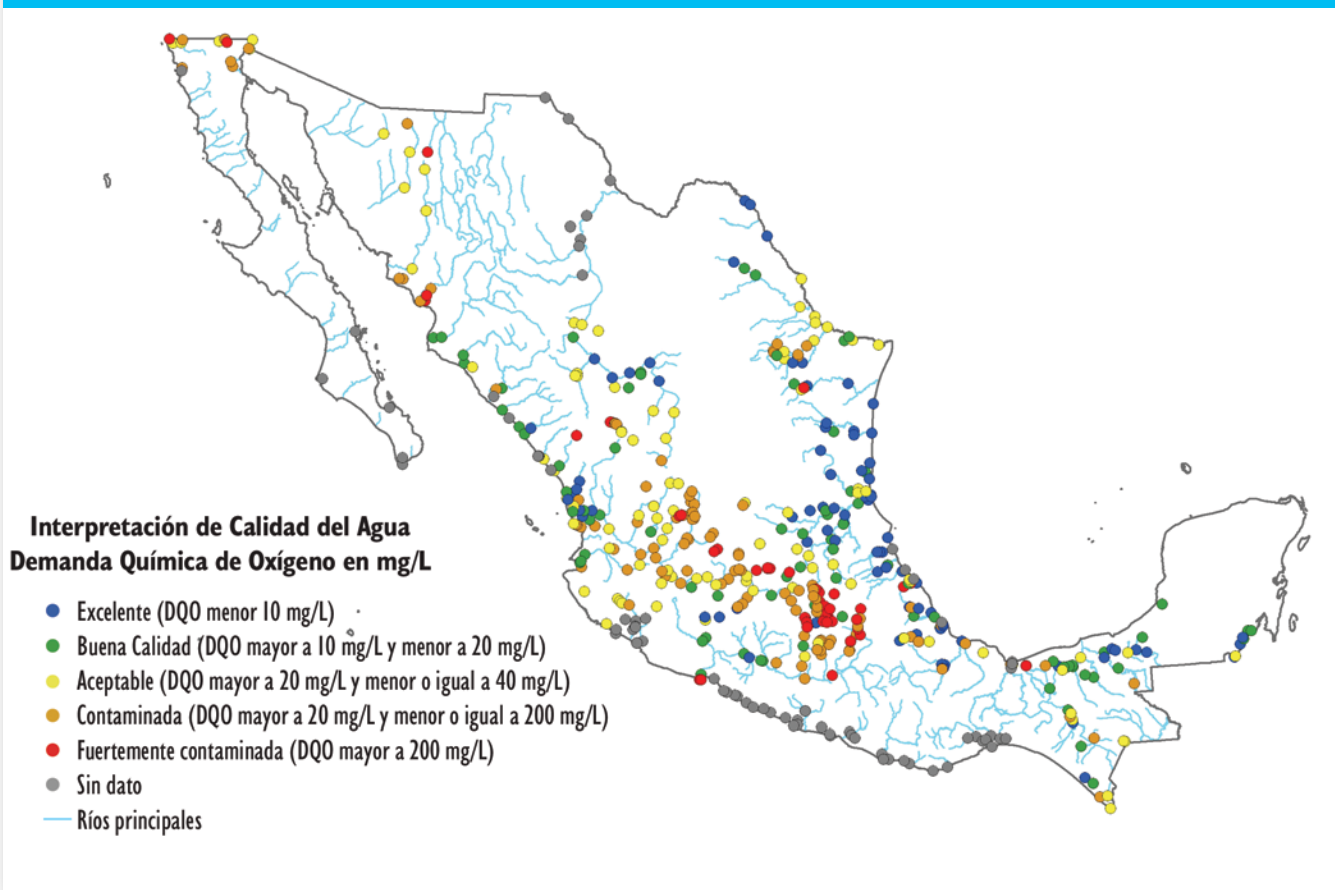 Interpretación de Calidad del Agua
Demanda Química de Oxígeno en mg/L
Excelente (DQO menor 10 mg/L)
Buena Calidad (DQO mayor a 10 mg/L y menor a 20 mg/L)
Aceptable (DQO mayor a 20 mg/L y menor o igual a 40 mg/L)
Contaminada (DQO mayor a 20 mg/L y menor o igual a 200 mg/L)
Fuertemente contaminada (DQO mayor a 200 mg/L)
Sin dato
Ríos principales